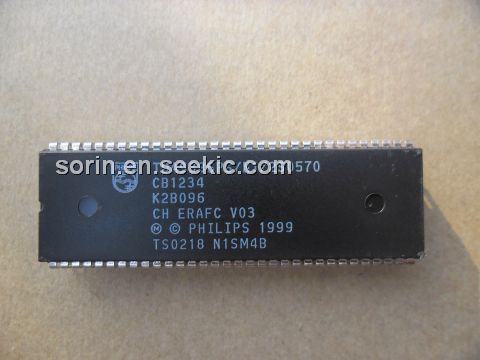 sorin.en.seekic.com
CB1234
K2B096
CH ERAFC V03
Ⓜ © PHILIPS 1999
TS0218 N1SM4B